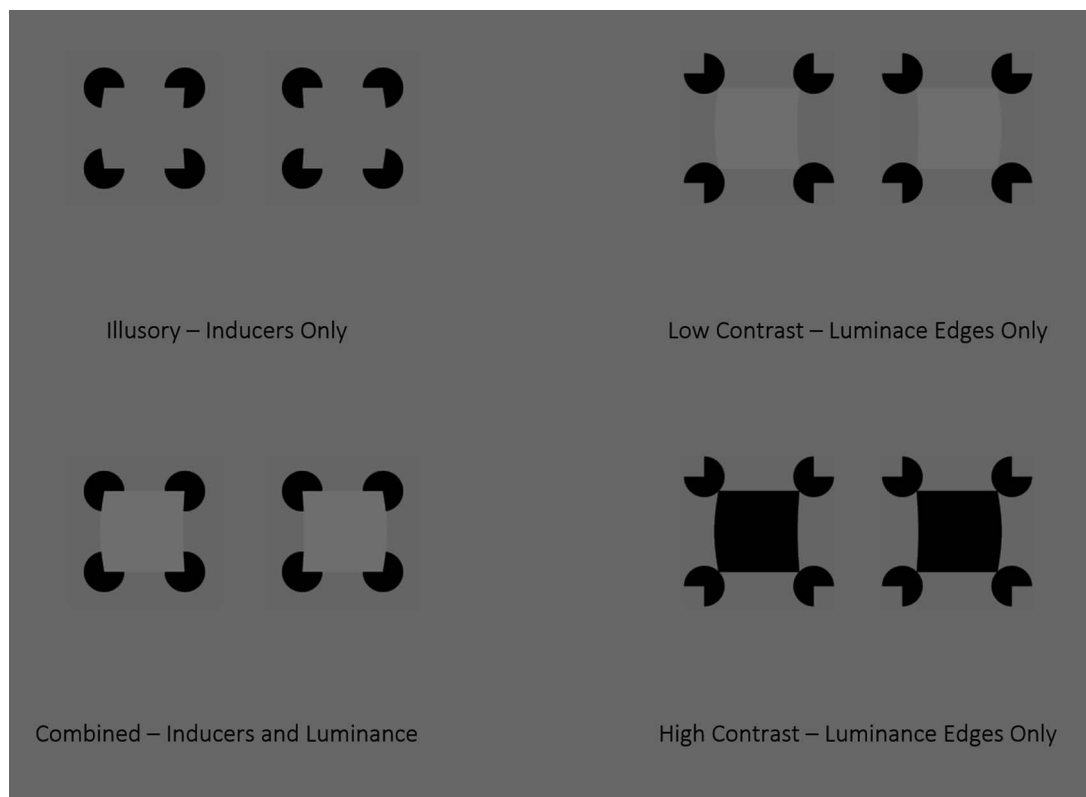 Illusory – Inducers Only
Low Contrast – Luminace Edges Only
Combined – Inducers and Luminance
High Contrast – Luminance Edges Only